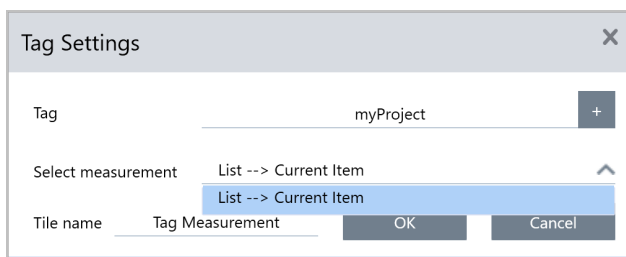 Tag Settings
Tag myProject +
Select measurement List --> Current Item
List --> Current Item
Tile name Tag Measurement OK Cancel